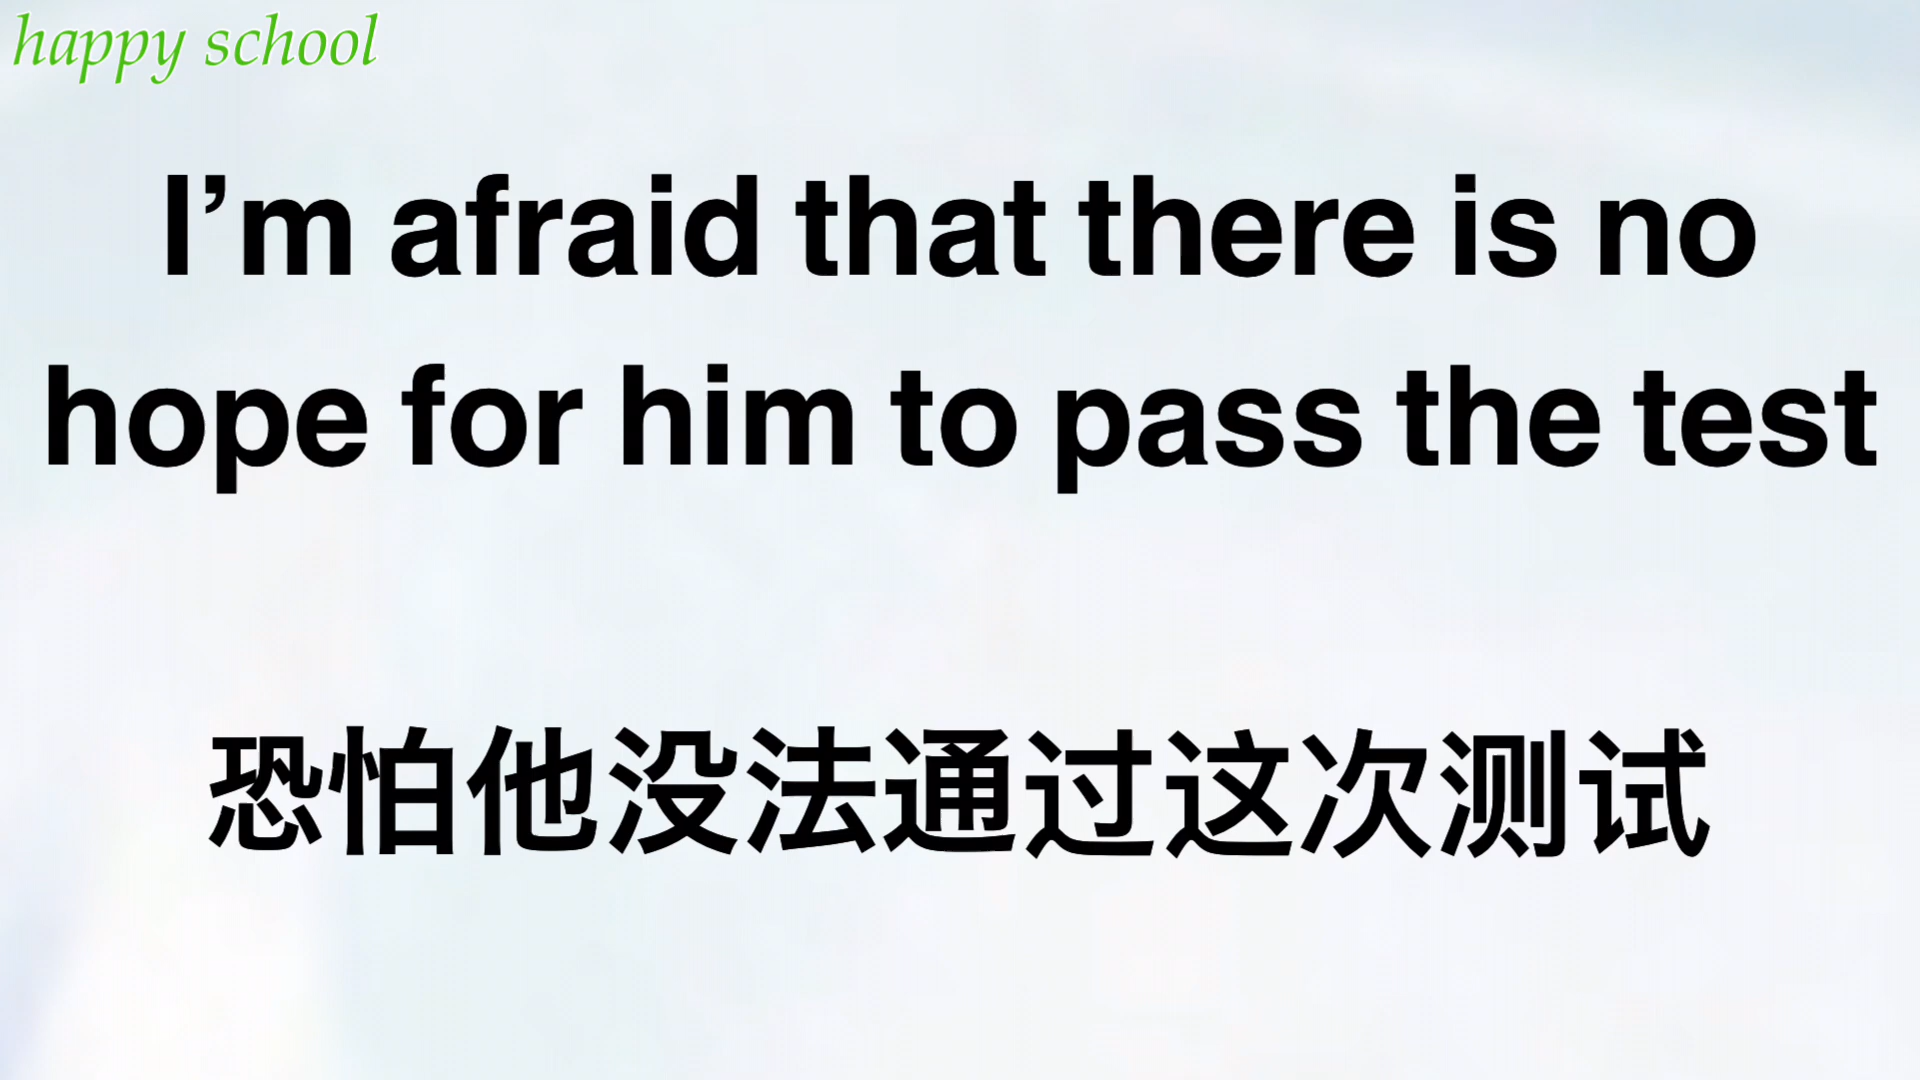 happy school
I’m afraid that there is no
hope for him to pass the test
恐怕他没法通过这次测试